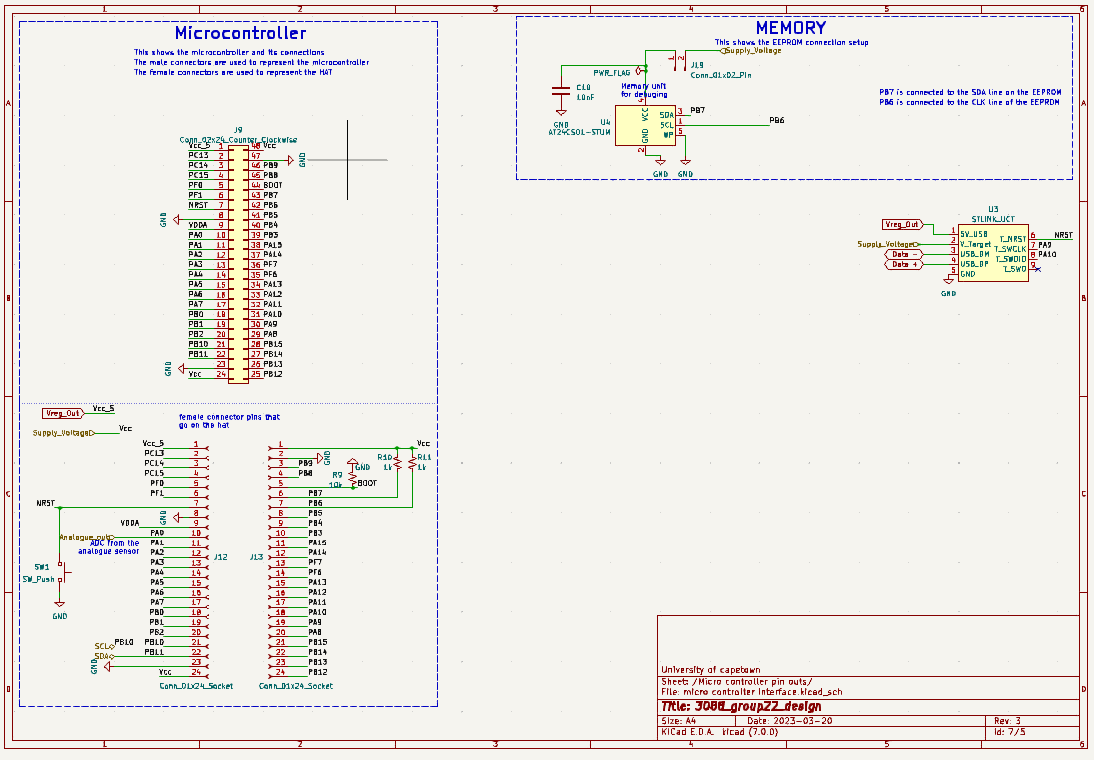 1 2 3 4 5 6
Microcontroller
This shows the microcontroller and its connections
The male connectors are used to represent the microcontroller
The female connectors are used to represent the HAT
J9
Conn_02x24_Counter_Clockwise
Vcc_5 1 48 Vcc
PC13 2 47 GND
PC14 3 46 PB9
PC15 4 45 PB8
PF0 5 44 BOOT
PF1 6 43 PB7
NRST 7 42 PB6
GND 8 41 PB5
VDDA 9 40 PB4
PA0 10 39 PB3
PA1 11 38 PA15
PA2 12 37 PA14
PA3 13 36 PF7
PA4 14 35 PF6
PA5 15 34 PA13
PA6 16 33 PA12
PA7 17 32 PA11
PB0 18 31 PA10
PB1 19 30 PA9
PB2 20 29 PA8
PB10 21 28 PB15
PB11 22 27 PB14
GND 23 26 PB13
Vcc 24 25 PB12
Vreg_Out Vcc_5
Supply_Voltage Vcc
female connector pins that
go on the hat
Vcc_5 1
PC13 2
PC14 3
PC15 4
PF0 5
PF1 6
NRST 7
GND 8
VDDA 9
Analogue_out PA0 10
ADC from the
analogue sensor
PA1 11
PA2 12
PA3 13
PA4 14
PA5 15
PA6 16
PA7 17
PB0 18
PB1 19
PB2 20
SCL PB10 PB10 21
SDA PB11 22
GND 23
Vcc 24
J12
Conn_01x24_Socket
SW1
SW_Push
GND
1 Vcc
2 GND
3 PB9
4 PB8
5 BOOT
6 PB7
7 PB6
8 PB5
9 PB4
10 PB3
11 PA15
12 PA14
13 PF7
14 PF6
15 PA13
16 PA12
17 PA11
18 PA10
19 PA9
20 PA8
21 PB15
22 PB14
23 PB13
24 PB12
J13
Conn_01x24_Socket
R9
10k
GND
R10
1k
R11
1k
MEMORY
This shows the EEPROM connection setup
Supply_Voltage
1 2
J19
Conn_01x02_Pin
PWR_FLAG
C10
10nF
GND
Memory unit
for debuging
U4
AT24CS01-STUM
4 VCC
SDA 3 PB7
SCL 1 PB6
WP 5
GND 2
GND GND
PB7 is connected to the SDA line on the EEPROM
PB6 is connected to the CLK line of the EEPROM
U3
STLINK_UCT
Vreg_Out 1 5V_USB
Supply_Voltage 2 V_Target
Data - 3 USB_DM
Data + 4 USB_DP
5 GND
GND
T_NRST 6 NRST
T_SWCLK 7 PA9
T_SWDIO 8 PA10
T_SWO 9
A B C D
A B C D
University of capetown
Sheet: /Micro controller pin outs/
File: micro controller interface.kicad_sch
Title: 3088_group22_design
Size: A4 Date: 2023-03-20 Rev: 3
KiCad E.D.A. kicad (7.0.0) Id: 7/5
1 2 3 4 5 6